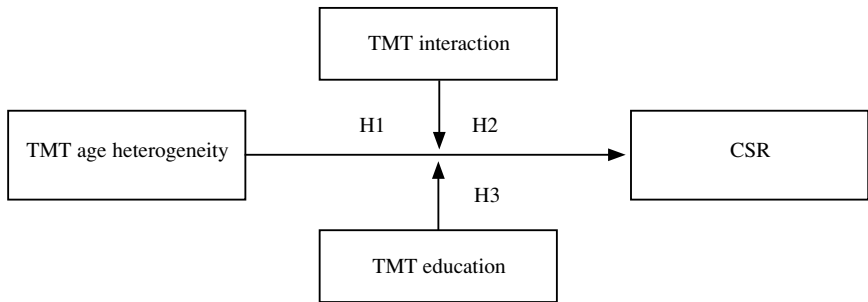 TMT interaction
H1
H2
TMT age heterogeneity
CSR
H3
TMT education